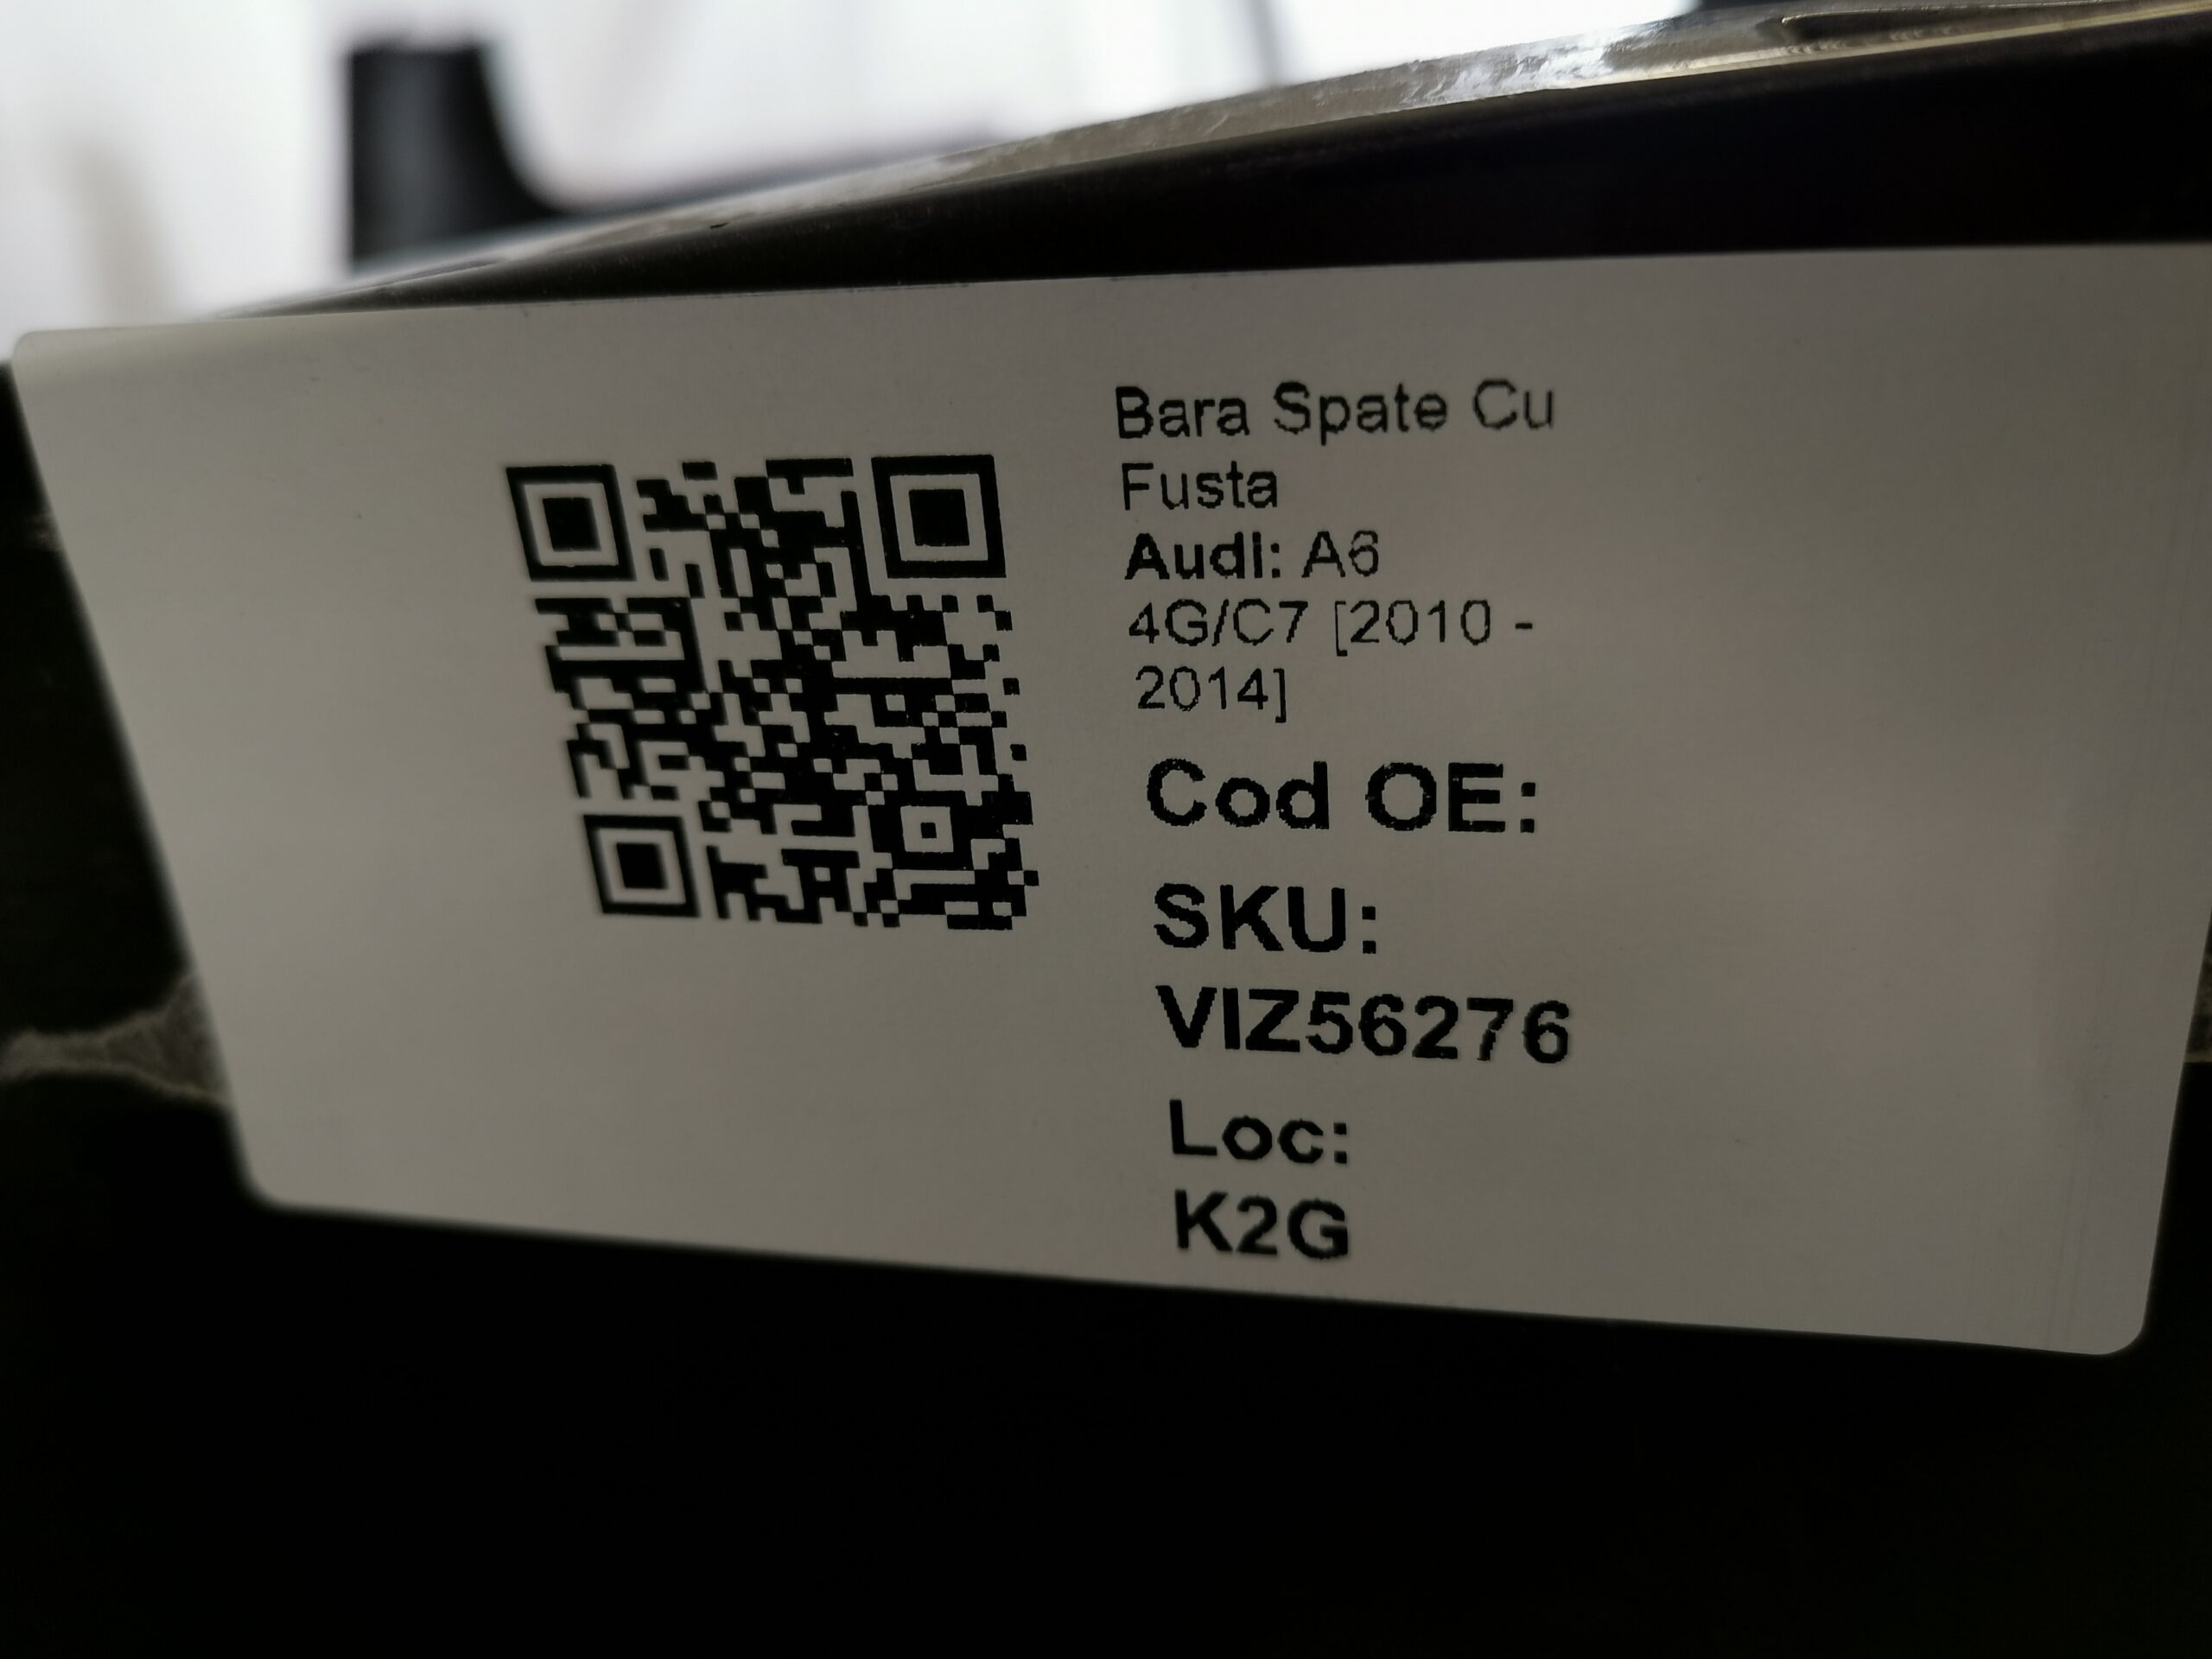 Bara Spate Cu
Fusta
Audi: A6
4G/C7 [2010 -
2014]
Cod OE:
SKU:
VIZ56276
Loc:
K2G